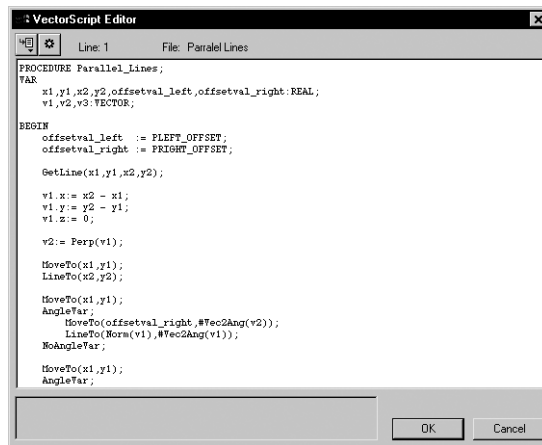 VectorScript Editor
Line: 1 File: Parralel Lines
PROCEDURE Parallel_Lines;
VAR
x1,y1,x2,y2,offsetval_left,offsetval_right:REAL;
v1,v2,v3:VECTOR;
BEGIN
offsetval_left := PLEFT_OFFSET;
offsetval_right := PRIGHT_OFFSET;
GetLine(x1,y1,x2,y2);
v1.x:= x2 - x1;
v1.y:= y2 - y1;
v1.z:= 0;
v2:= Perp(v1);
MoveTo(x1,y1);
LineTo(x2,y2);
MoveTo(x1,y1);
AngleVar;
MoveTo(offsetval_right,#Vec2Ang(v2));
LineTo(Norm(v1),#Vec2Ang(v1));
NoAngleVar;
MoveTo(x1,y1);
AngleVar;
OK Cancel